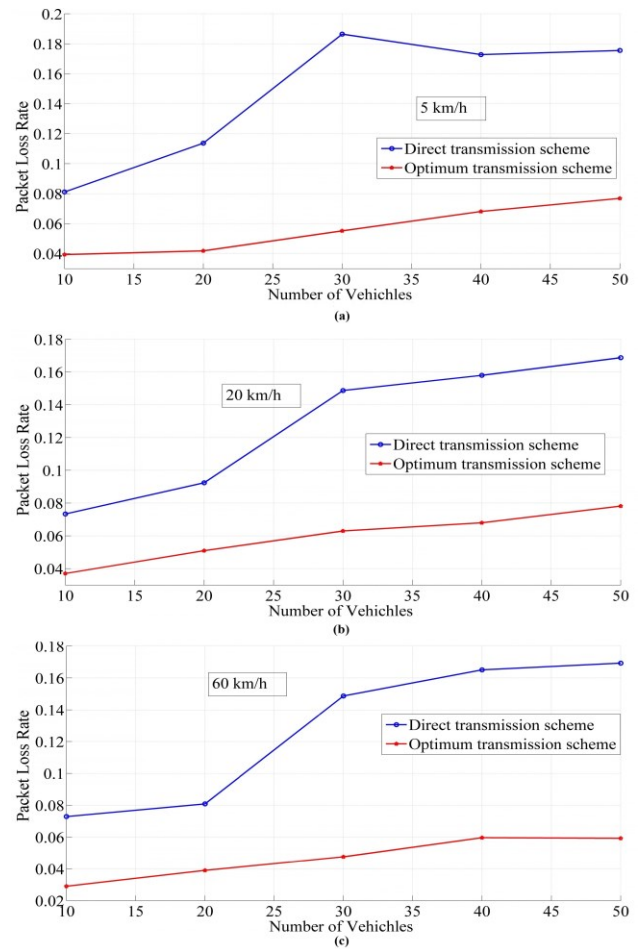 0.2
0.18
0.16
0.14
0.12
0.1
0.08
0.06
0.04
Packet Loss Rate
5 km/h
Direct transmission scheme
Optimum transmission scheme
10 15 20 25 30 35 40 45 50
Number of Vehichles
(a)
0.18
0.16
0.14
0.12
0.1
0.08
0.06
0.04
Packet Loss Rate
20 km/h
Direct transmission scheme
Optimum transmission scheme
10 15 20 25 30 35 40 45 50
Number of Vehichles
(b)
0.18
0.16
0.14
0.12
0.1
0.08
0.06
0.04
0.02
Packet Loss Rate
60 km/h
Direct transmission scheme
Optimum transmission scheme
10 15 20 25 30 35 40 45 50
Number of Vehichles
(c)